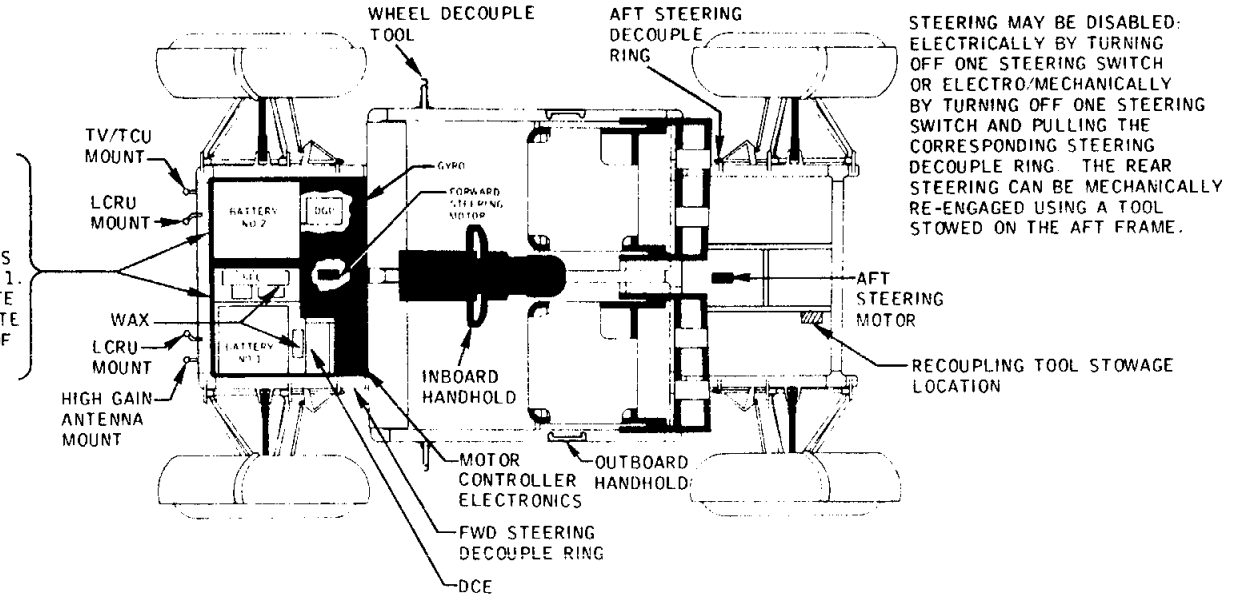 WHEEL DECOUPLE
TOOL
AFT STEERING
DECOUPLE
RING
STEERING MAY BE DISABLED:
ELECTRICALLY BY TURNING
OFF ONE STEERING SWITCH
OR ELECTRO/MECHANICALLY
BY TURNING OFF ONE STEERING
SWITCH AND PULLING THE
CORRESPONDING STEERING
DECOUPLE RING. THE REAR
STEERING CAN BE MECHANICALLY
RE-ENGAGED USING A TOOL
STOWED ON THE AFT FRAME.
TV/TCU
MOUNT
LCRU
MOUNT
GYRO
FORWARD
STEERING
MOTOR
BATTERY
NO.2
DGU
S
1.
TE
TE
F
WAX
LCRU
MOUNT
BATTERY
NO.1
HIGH GAIN
ANTENNA
MOUNT
INBOARD
HANDHOLD
AFT
STEERING
MOTOR
RECOUPLING TOOL STOWAGE
LOCATION
MOTOR
CONTROLLER
ELECTRONICS
OUTBOARD
HANDHOLD
FWD STEERING
DECOUPLE RING
DCE